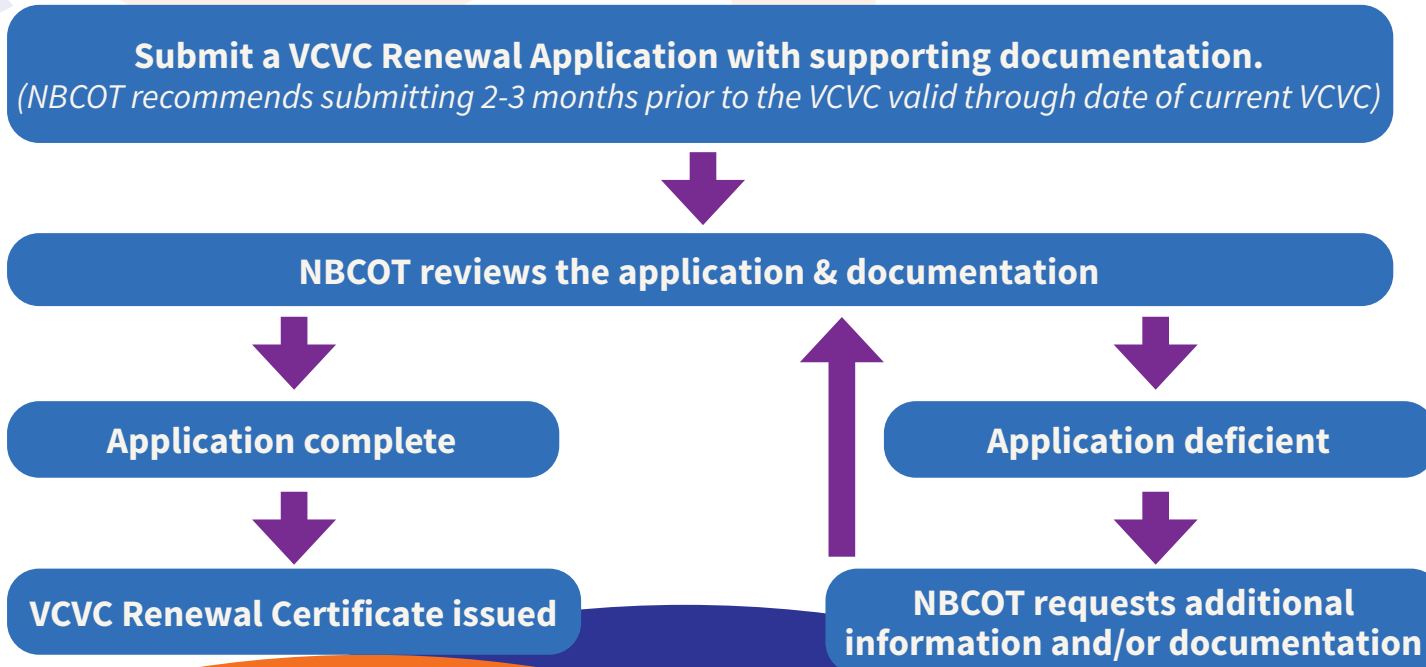 Submit a VCVC Renewal Application with supporting documentation.
(NBCOT recommends submitting 2-3 months prior to the VCVC valid through date of current VCVC)
NBCOT reviews the application & documentation
Application complete
Application deficient
VCVC Renewal Certificate issued
NBCOT requests additional
information and/or documentation